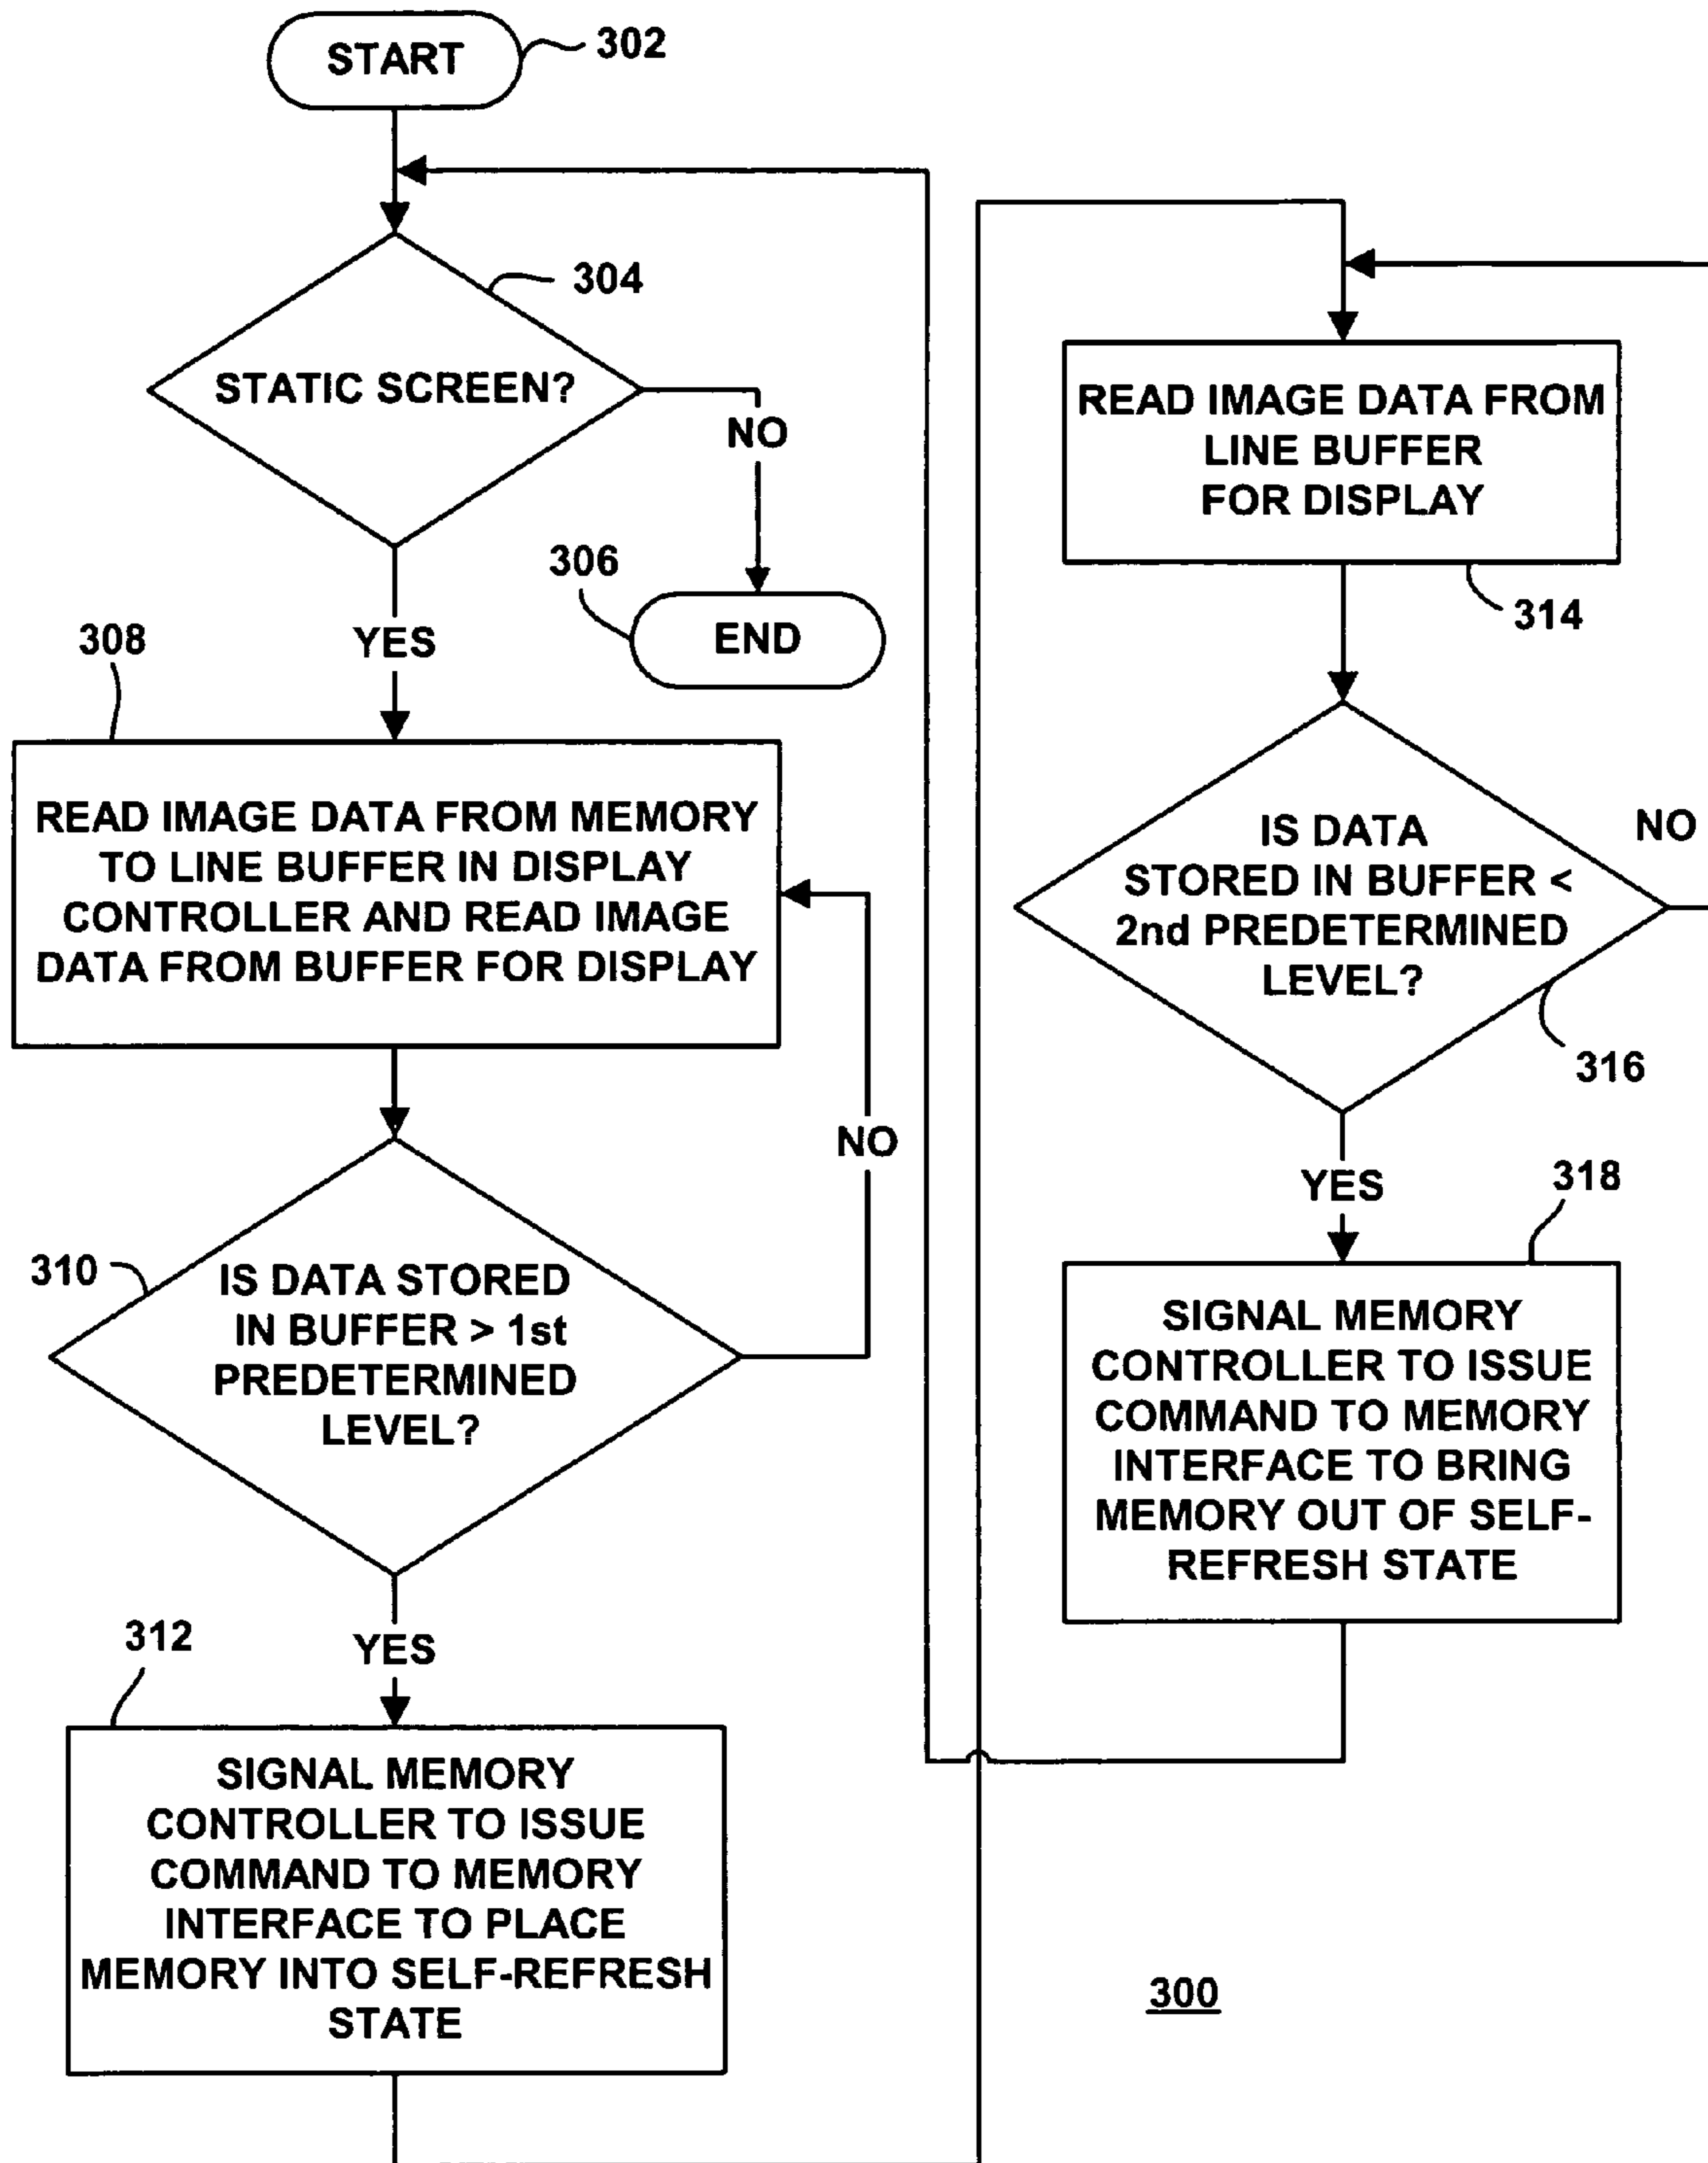 START
302
304
STATIC SCREEN?
NO
306
END
YES
308
READ IMAGE DATA FROM MEMORY
TO LINE BUFFER IN DISPLAY
CONTROLLER AND READ IMAGE
DATA FROM BUFFER FOR DISPLAY
NO
310
IS DATA STORED
IN BUFFER > 1st
PREDETERMINED
LEVEL?
YES
312
SIGNAL MEMORY
CONTROLLER TO ISSUE
COMMAND TO MEMORY
INTERFACE TO PLACE
MEMORY INTO SELF-REFRESH
STATE
READ IMAGE DATA FROM
LINE BUFFER
FOR DISPLAY
314
IS DATA
STORED IN BUFFER <
2nd PREDETERMINED
LEVEL?
NO
316
YES
318
SIGNAL MEMORY
CONTROLLER TO ISSUE
COMMAND TO MEMORY
INTERFACE TO BRING
MEMORY OUT OF SELF-
REFRESH STATE
300